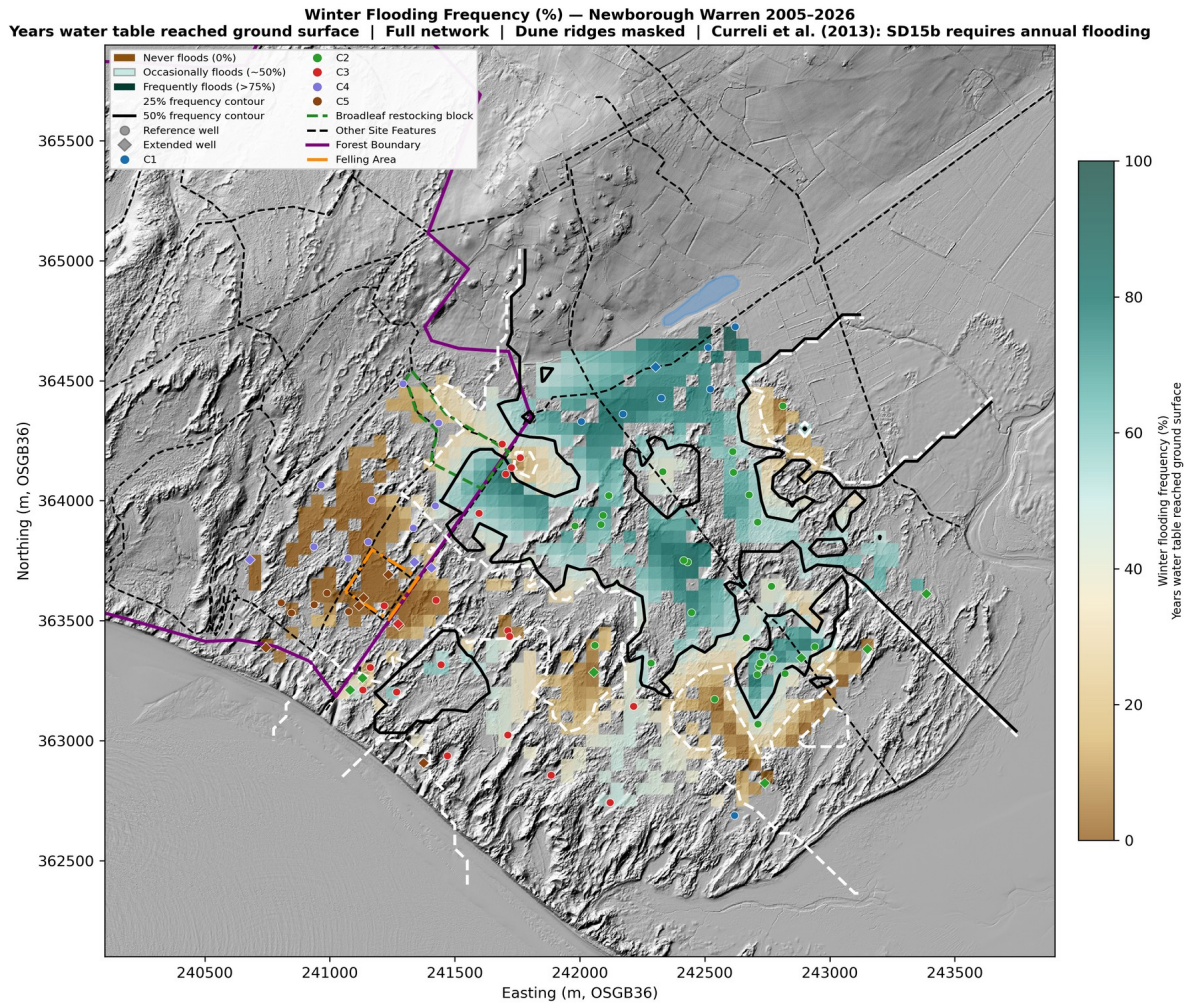 Winter Flooding Frequency (%) — Newborough Warren 2005–2026
Years water table reached ground surface | Full network | Dune ridges masked | Curreli et al. (2013): SD15b requires annual flooding
Never floods (0%)
Occasionally floods (~50%)
Frequently floods (>75%)
25% frequency contour
50% frequency contour
Reference well
Extended well
C1
C2
C3
C4
C5
Broadleaf restocking block
Other Site Features
Forest Boundary
Felling Area
365500
365000
364500
364000
363500
363000
362500
Northing (m, OSGB36)
240500 241000 241500 242000 242500 243000 243500
Easting (m, OSGB36)
100
80
60
40
20
0
Winter flooding frequency (%)
Years water table reached ground surface